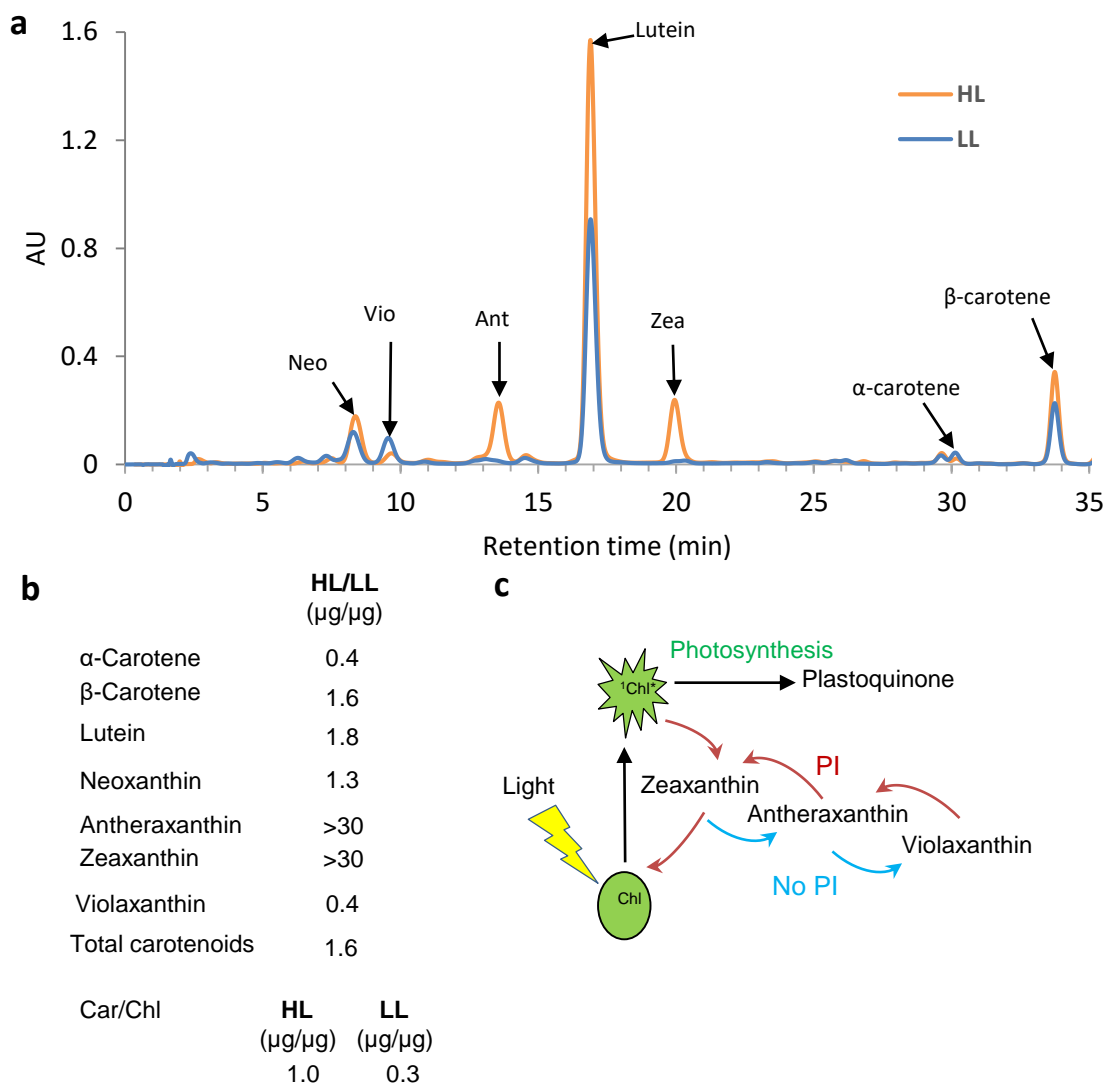 a
1.6
1.2
0.8
0.4
0
AU
Lutein
HL
LL
Neo
Vio
Ant
Zea
α-carotene
β-carotene
0 5 10 15 20 25 30 35
Retention time (min)
b
HL/LL
(µg/µg)
α-Carotene 0.4
β-Carotene 1.6
Lutein 1.8
Neoxanthin 1.3
Antheraxanthin >30
Zeaxanthin >30
Violaxanthin 0.4
Total carotenoids 1.6
Car/Chl HL LL
(µg/µg) (µg/µg)
1.0 0.3
c
Photosynthesis
¹Chl*
Plastoquinone
Light
Zeaxanthin
PI
Antheraxanthin
Violaxanthin
No PI
Chl